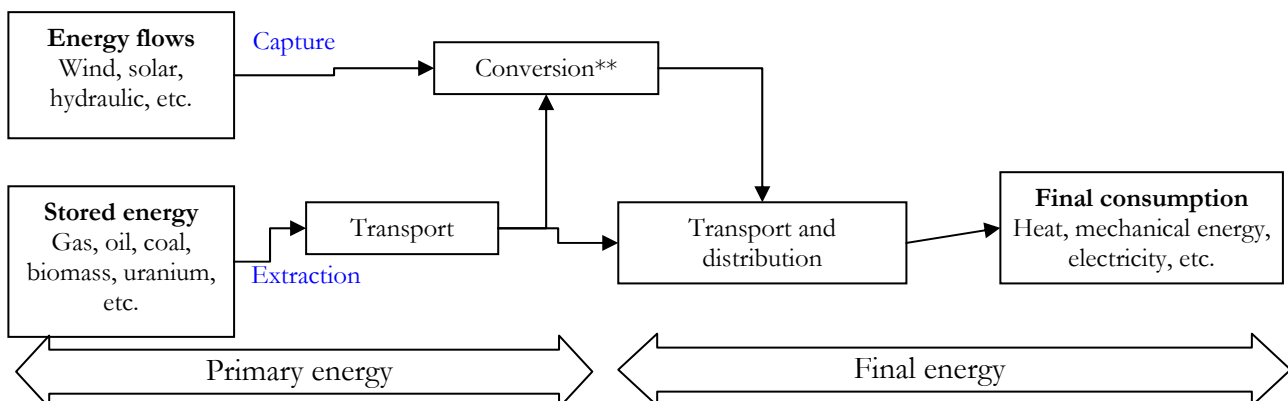 Energy flows
Wind, solar,
hydraulic, etc.
Capture
Conversion**
Stored energy
Gas, oil, coal,
biomass, uranium,
etc.
Extraction
Transport
Transport and
distribution
Final consumption
Heat, mechanical energy,
electricity, etc.
Primary energy
Final energy